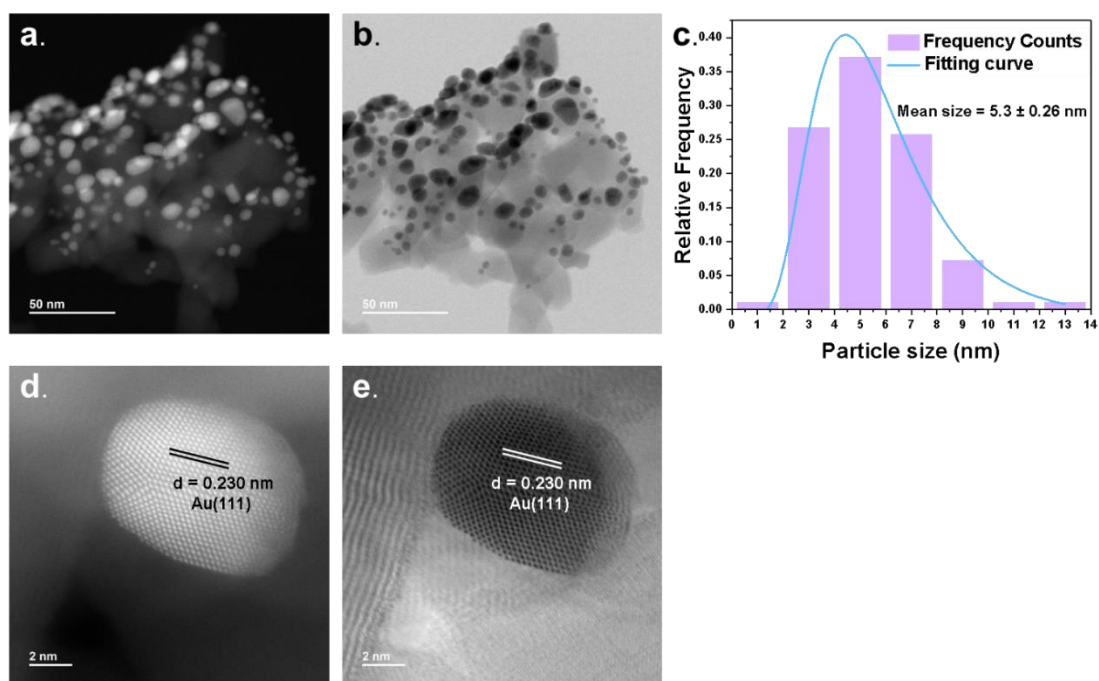 a.
50 nm
b.
50 nm
c.
Frequency Counts
Fitting curve
Mean size = 5.3 ± 0.26 nm
Relative Frequency
0.40
0.35
0.30
0.25
0.20
0.15
0.10
0.05
0.00
0 1 2 3 4 5 6 7 8 9 10 11 12 13 14
Particle size (nm)
d.
d = 0.230 nm
Au(111)
2 nm
e.
d = 0.230 nm
Au(111)
2 nm